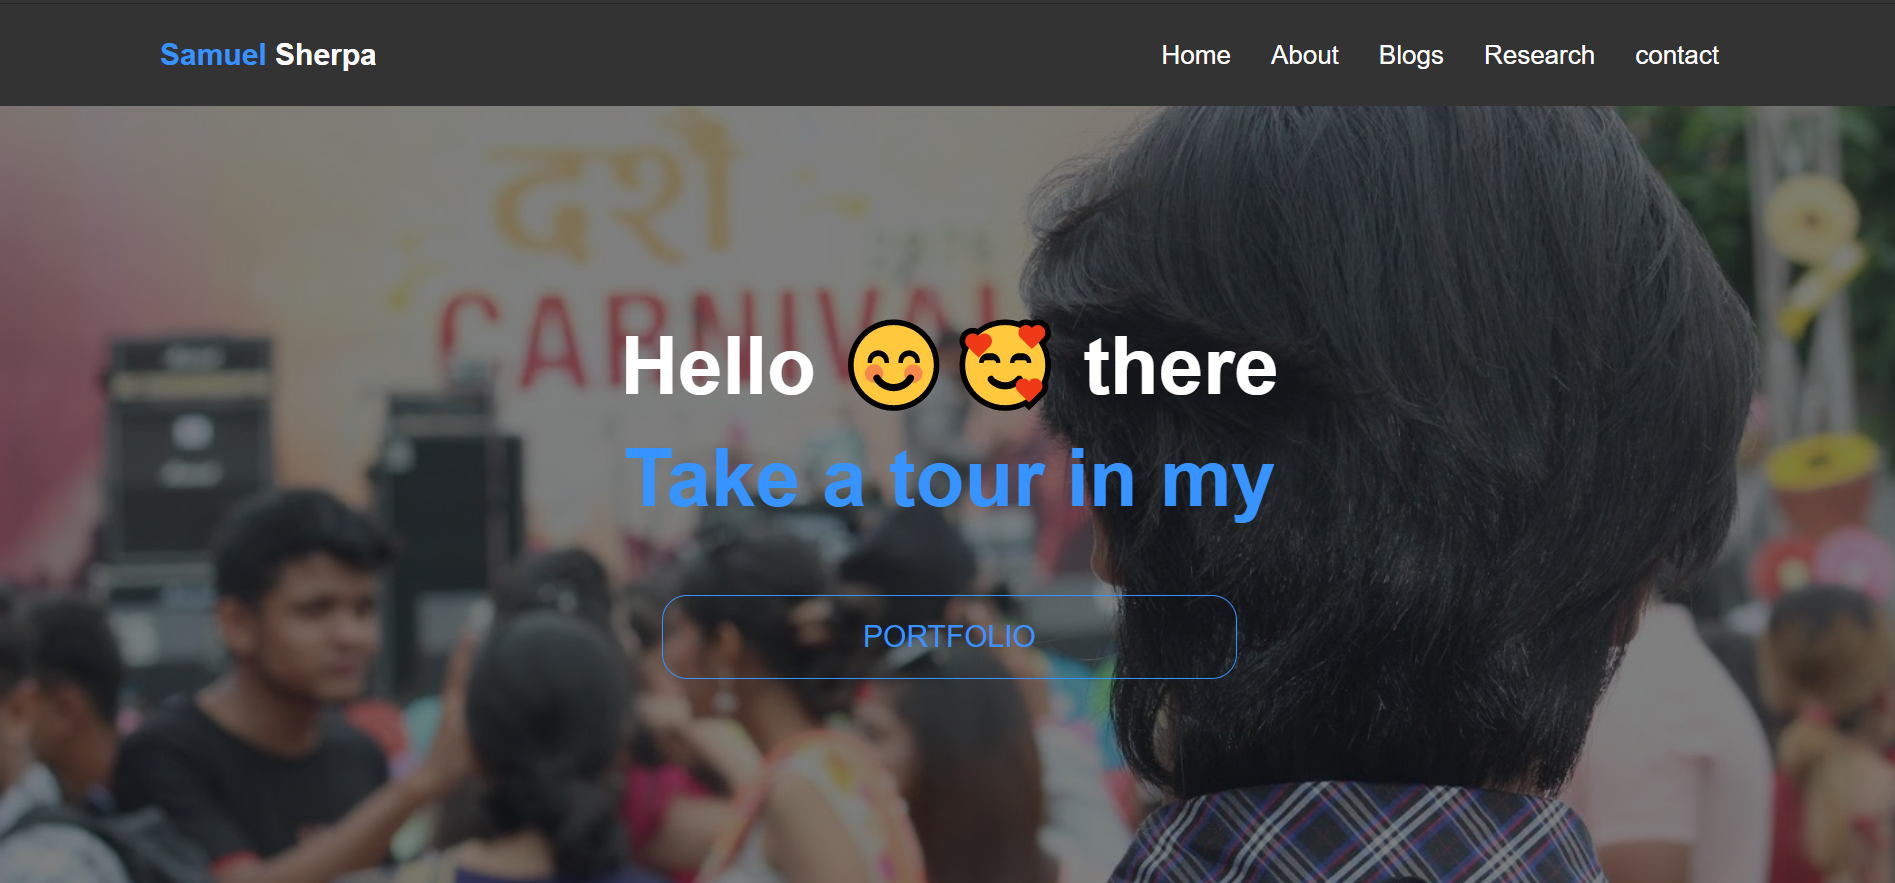 Samuel Sherpa
Home About Blogs Research contact
दशैं
CARNIVAL
Hello 😊🥰 there
Take a tour in my
PORTFOLIO